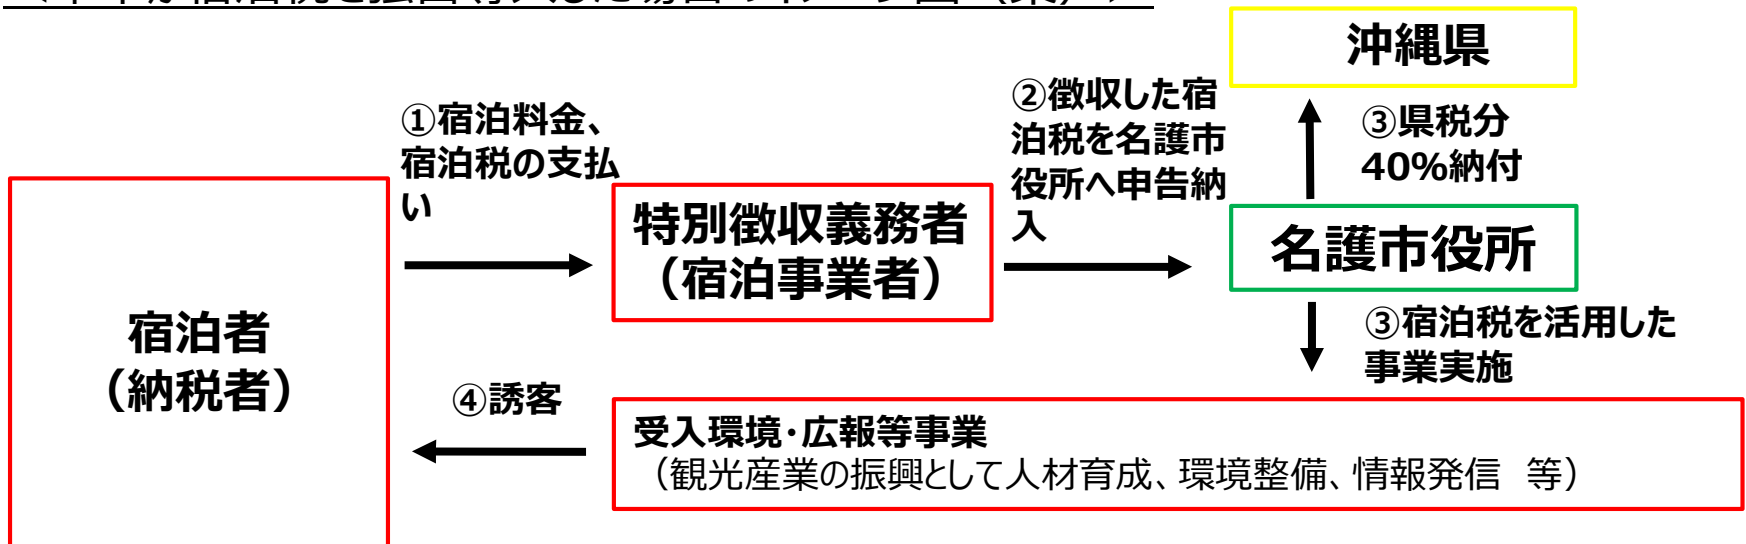 沖縄県
①宿泊料金、
宿泊税の支払
い
②徴収した宿
泊税を名護市
役所へ申告納
入
③県税分
40%納付
特別徴収義務者
（宿泊事業者）
名護市役所
宿泊者
（納税者）
③宿泊税を活用した
事業実施
④誘客
受入環境・広報等事業
（観光産業の振興として人材育成、環境整備、情報発信　等）